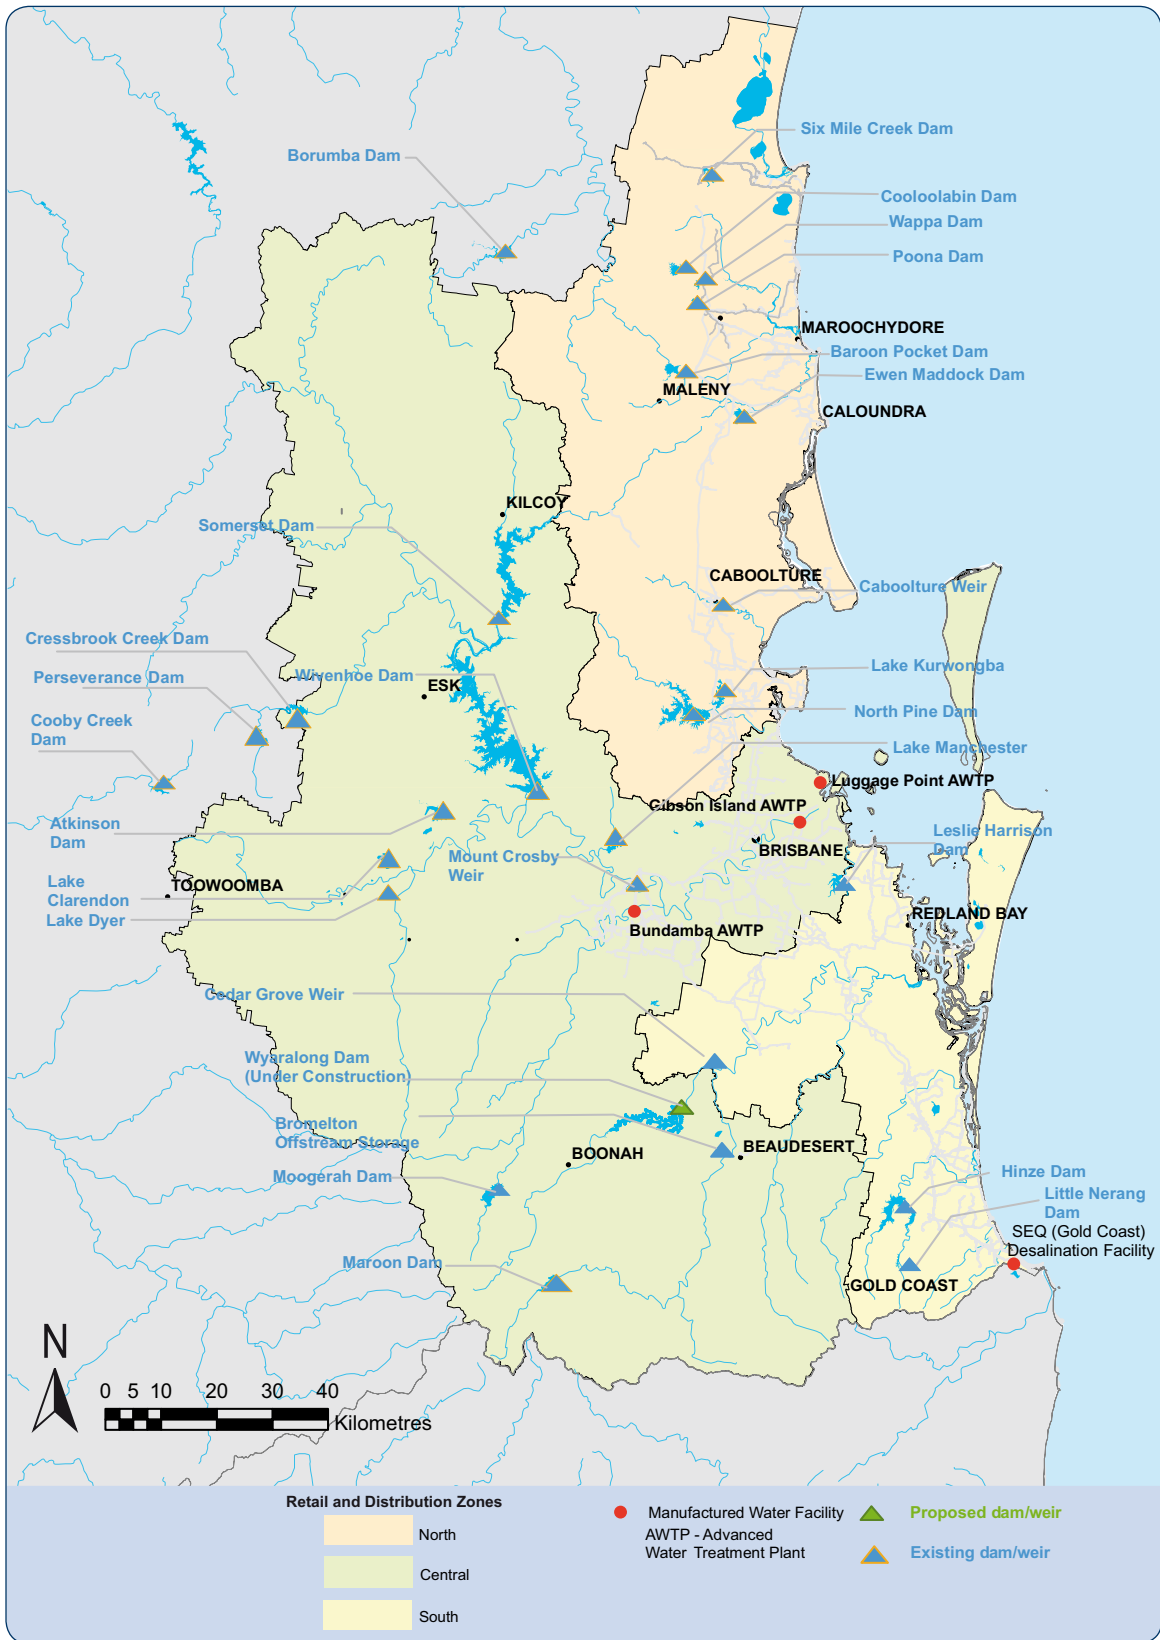 Six Mile Creek Dam
Borumba Dam
Cooloolabin Dam
Wappa Dam
Poona Dam
MAROOCHYDORE
Baroon Pocket Dam
Ewen Maddock Dam
MALENY
CALOUNDRA
KILCOY
Somerset Dam
CABOOLTURE
Caboolture Weir
Cressbrook Creek Dam
Lake Kurwongba
Perseverance Dam
Wivenhoe Dam
ESK
North Pine Dam
Cooby Creek
Dam
Lake Manchester
Luggage Point AWTP
Gibson Island AWTP
Atkinson
Dam
Leslie Harrison
Dam
BRISBANE
Mount Crosby
Weir
Lake
Clarendon
TOOWOOMBA
Lake Dyer
REDLAND BAY
Bundamba AWTP
Cedar Grove Weir
Wyaralong Dam
(Under Construction)
Bromelton
Offstream Storage
BOONAH
BEAUDESERT
Moogerah Dam
Hinze Dam
Little Nerang
Dam
SEQ (Gold Coast)
Desalination Facility
Maroon Dam
GOLD COAST
N
0 5 10 20 30 40
Kilometres
Retail and Distribution Zones
North
Central
South
Manufactured Water Facility
AWTP - Advanced
Water Treatment Plant
Proposed dam/weir
Existing dam/weir